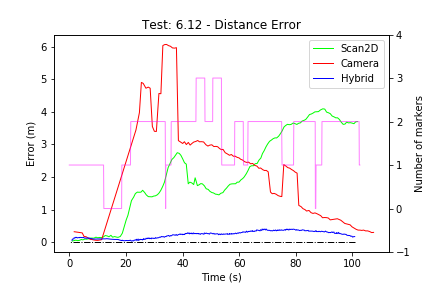 Test: 6.12 - Distance Error
Scan2D
Camera
Hybrid
Error (m)
6
5
4
3
2
1
0
Number of markers
4
3
2
1
0
−1
0 20 40 60 80 100
Time (s)